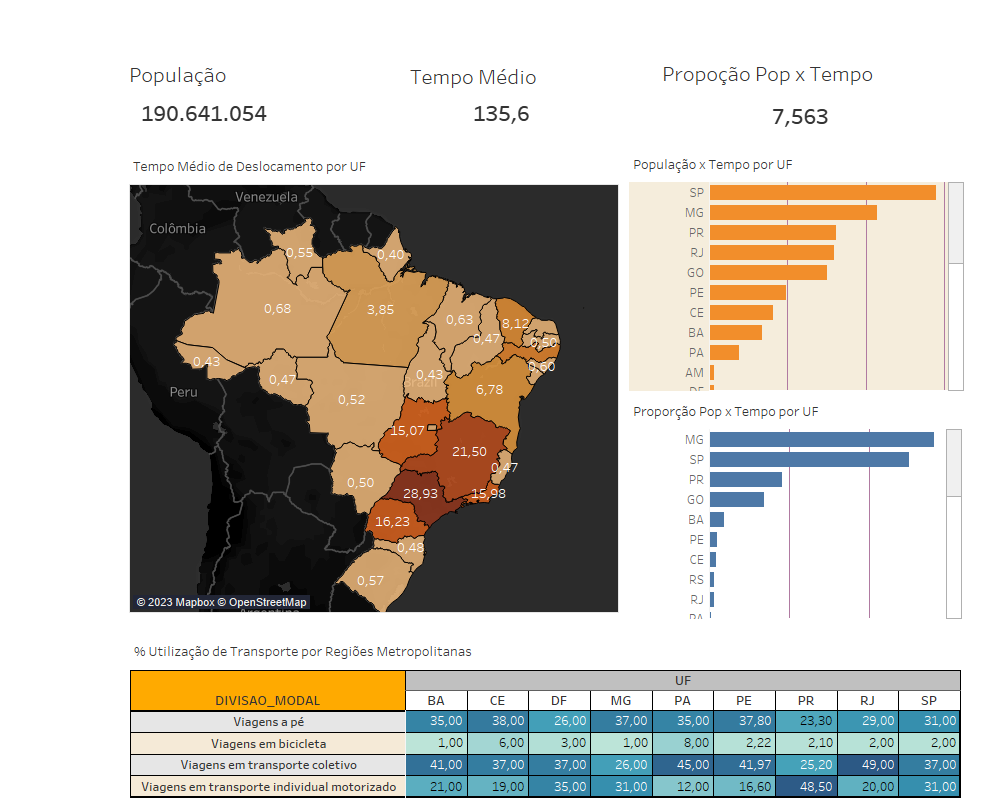 População
Tempo Médio
Propoção Pop x Tempo
190.641.054
135,6
7,563
Tempo Médio de Deslocamento por UF
População x Tempo por UF
Venezuela
Colômbia
Peru
Brazil
Argentina
0,55
0,40
0,68
3,85
0,63
8,12
0,47
0,50
0,60
0,43
0,47
0,43
0,52
6,78
15,07
21,50
0,47
0,50
28,93
15,98
16,23
0,48
0,57
© 2023 Mapbox © OpenStreetMap
SP
MG
PR
RJ
GO
PE
CE
BA
PA
AM
DF
Proporção Pop x Tempo por UF
MG
SP
PR
GO
BA
PE
CE
RS
RJ
PA
% Utilização de Transporte por Regiões Metropolitanas
UF
DIVISAO_MODAL BA CE DF MG PA PE PR RJ SP
Viagens a pé 35,00 38,00 26,00 37,00 35,00 37,80 23,30 29,00 31,00
Viagens em bicicleta 1,00 6,00 3,00 1,00 8,00 2,22 2,10 2,00 2,00
Viagens em transporte coletivo 41,00 37,00 37,00 26,00 45,00 41,97 25,20 49,00 37,00
Viagens em transporte individual motorizado 21,00 19,00 35,00 31,00 12,00 16,60 48,50 20,00 31,00